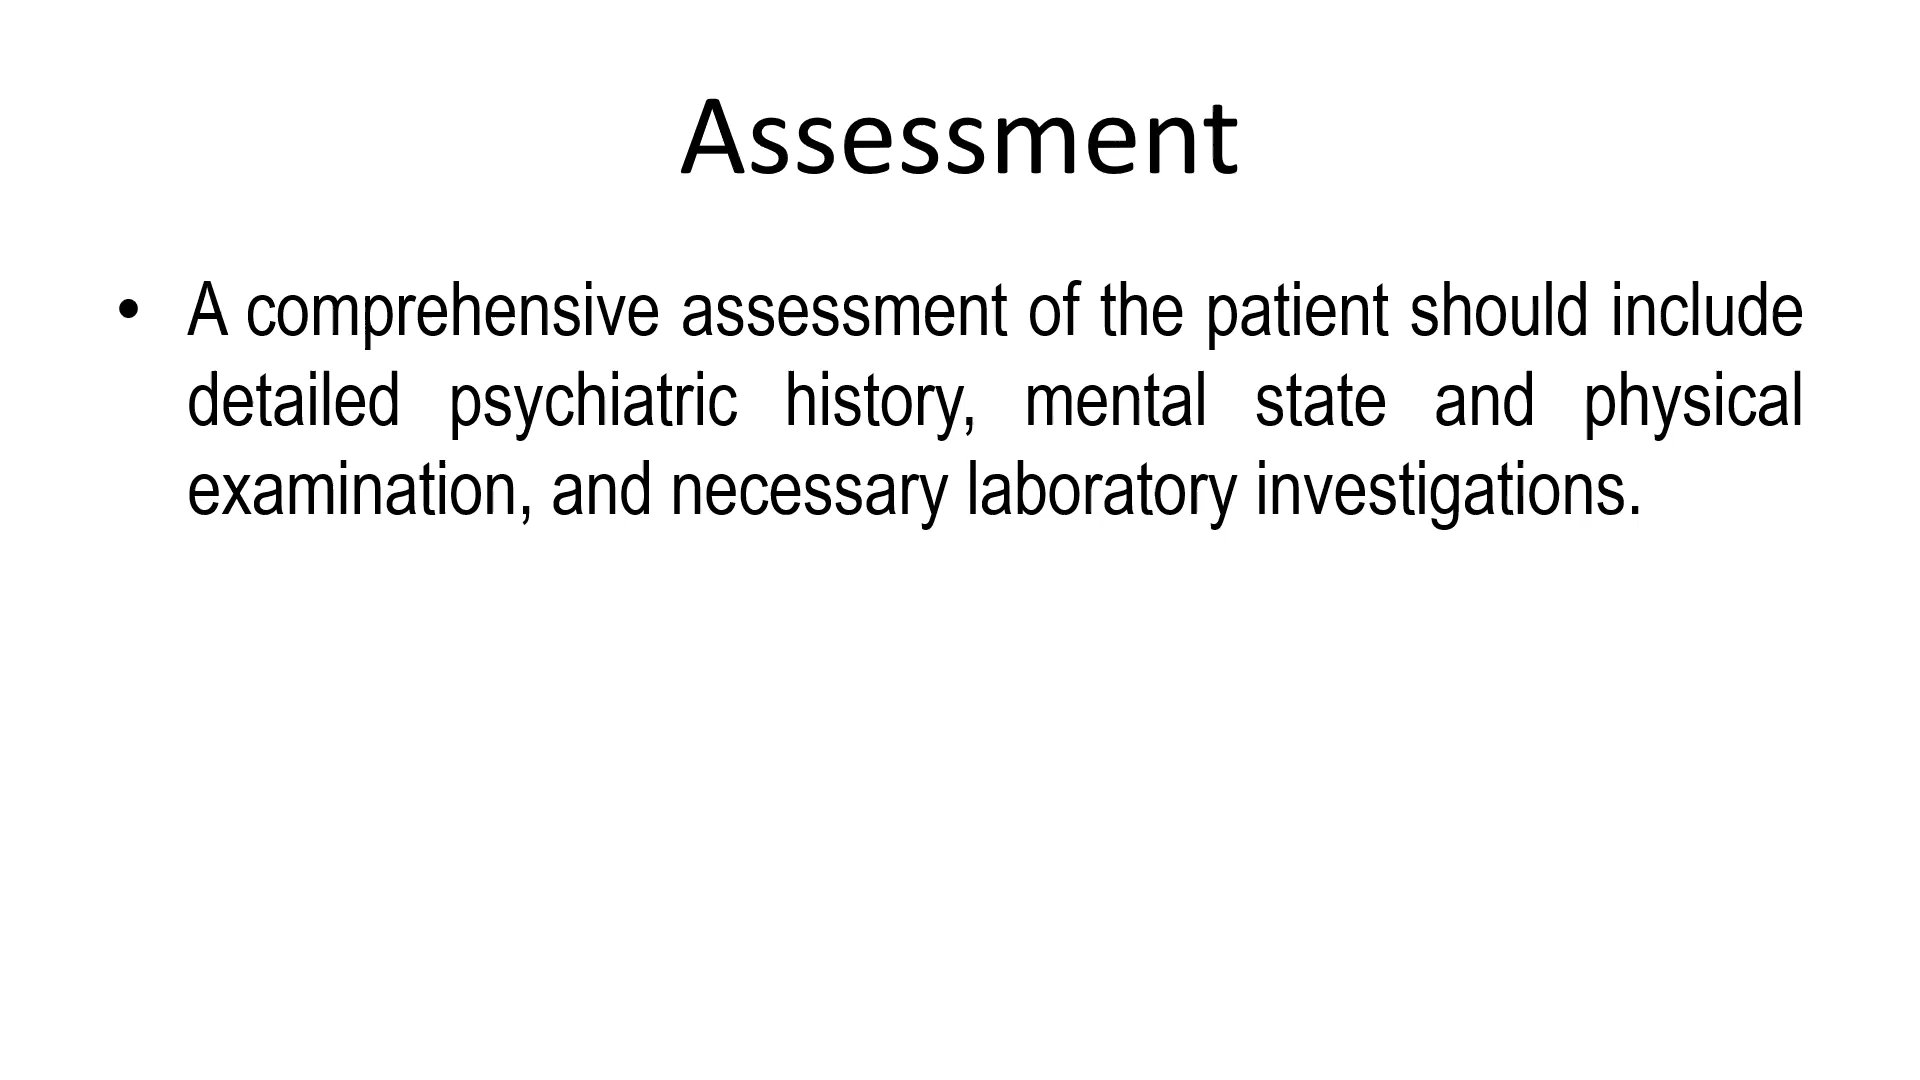 Assessment
• A comprehensive assessment of the patient should include
detailed psychiatric history, mental state and physical
examination, and necessary laboratory investigations.